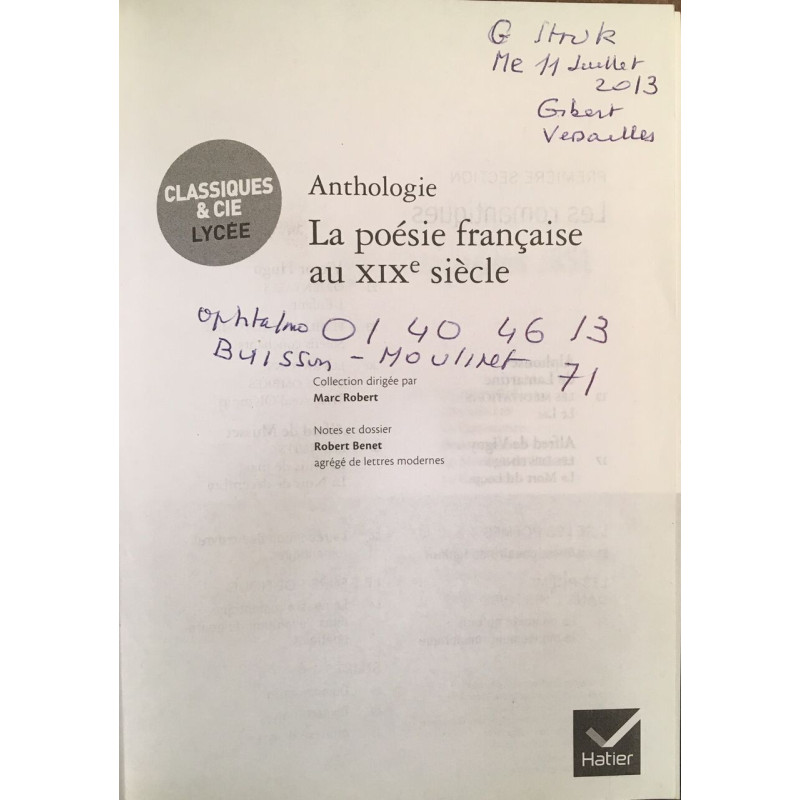 G Struk
Me 11 Juillet
2013
Gibert
Versailles
CLASSIQUES
& CIE
LYCÉE
Anthologie
La poésie française
au XIXe siècle
Ophtalmo 01 40 46 13
BUISSON - MOULINET 71
Collection dirigée par
Marc Robert
Notes et dossier
Robert Benet
agrégé de lettres modernes
Hatier